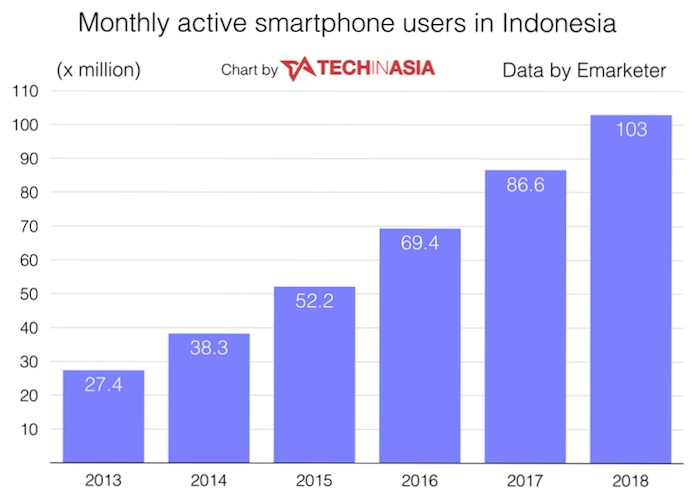 Monthly active smartphone users in Indonesia
(x million) Chart by TECHINASIA Data by Emarketer
110
100
90
80
70
60
50
40
30
20
10
27.4 38.3 52.2 69.4 86.6 103
2013 2014 2015 2016 2017 2018